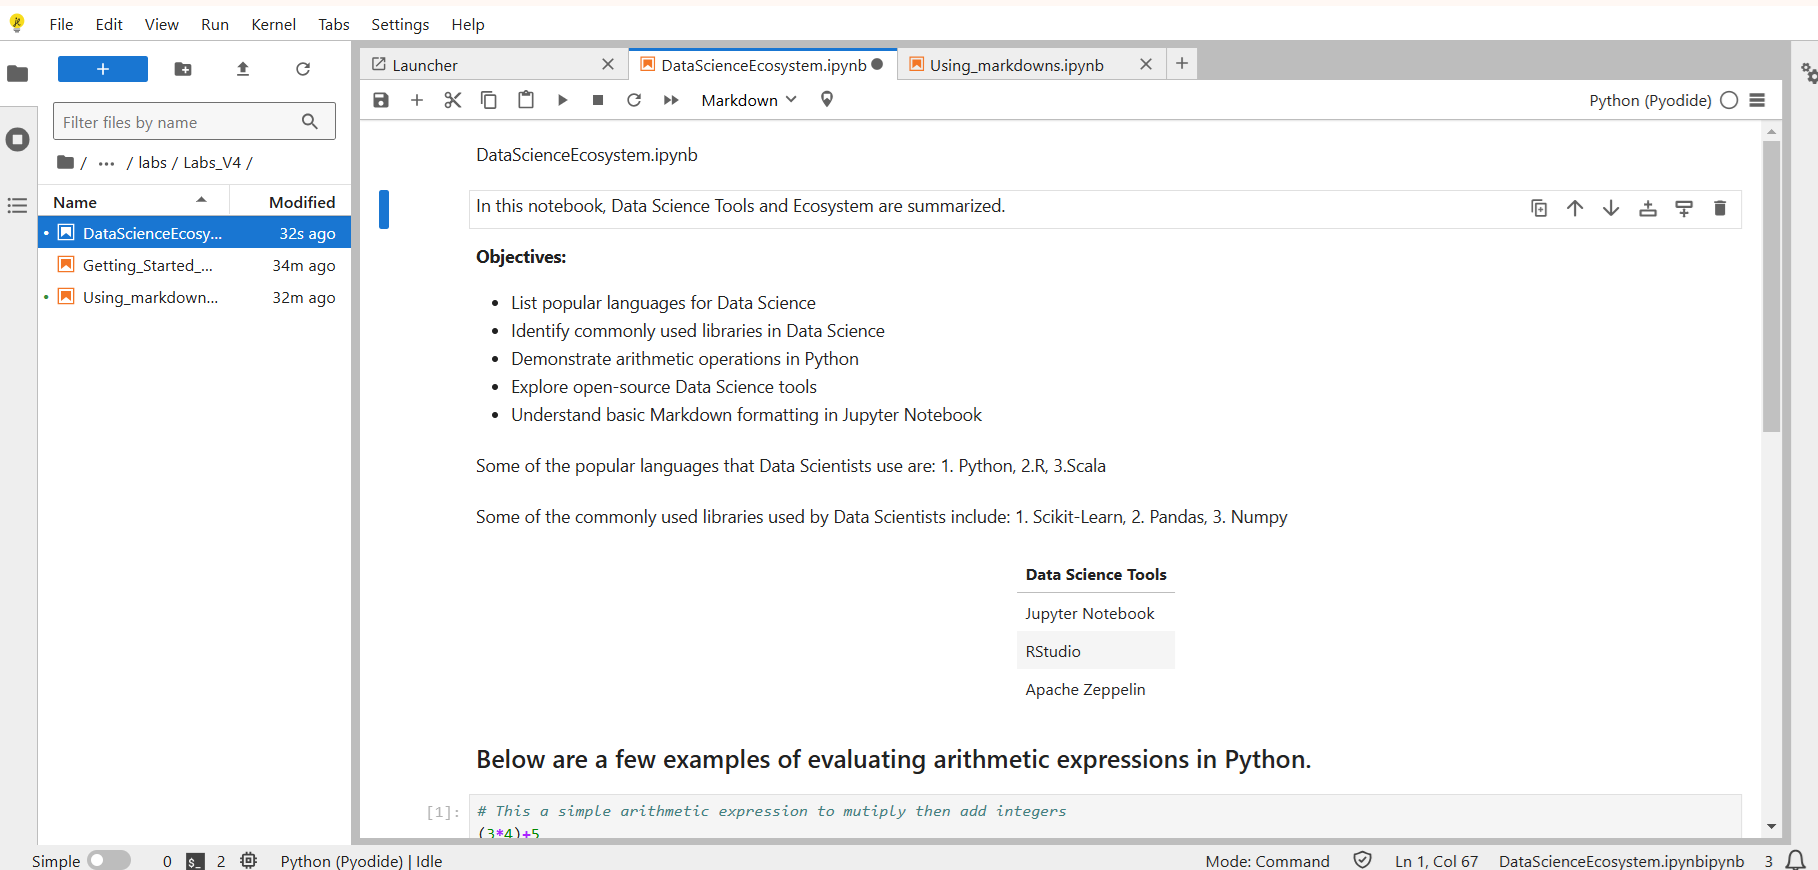 File Edit View Run Kernel Tabs Settings Help
+
Filter files by name
/ ... / labs / Labs_V4 /
Name Modified
DataScienceEcosy... 32s ago
Getting_Started_... 34m ago
Using_markdown... 32m ago
Launcher DataScienceEcosystem.ipynb Using_markdowns.ipynb
Markdown Python (Pyodide)
DataScienceEcosystem.ipynb
In this notebook, Data Science Tools and Ecosystem are summarized.
Objectives:
• List popular languages for Data Science
• Identify commonly used libraries in Data Science
• Demonstrate arithmetic operations in Python
• Explore open-source Data Science tools
• Understand basic Markdown formatting in Jupyter Notebook
Some of the popular languages that Data Scientists use are: 1. Python, 2.R, 3.Scala
Some of the commonly used libraries used by Data Scientists include: 1. Scikit-Learn, 2. Pandas, 3. Numpy
Data Science Tools
Jupyter Notebook
RStudio
Apache Zeppelin
Below are a few examples of evaluating arithmetic expressions in Python.
[1]: # This a simple arithmetic expression to mutiply then add integers
(3*4)+5
Simple 0 $_ 2 Python (Pyodide) | Idle Mode: Command Ln 1, Col 67 DataScienceEcosystem.ipynbipynb 3